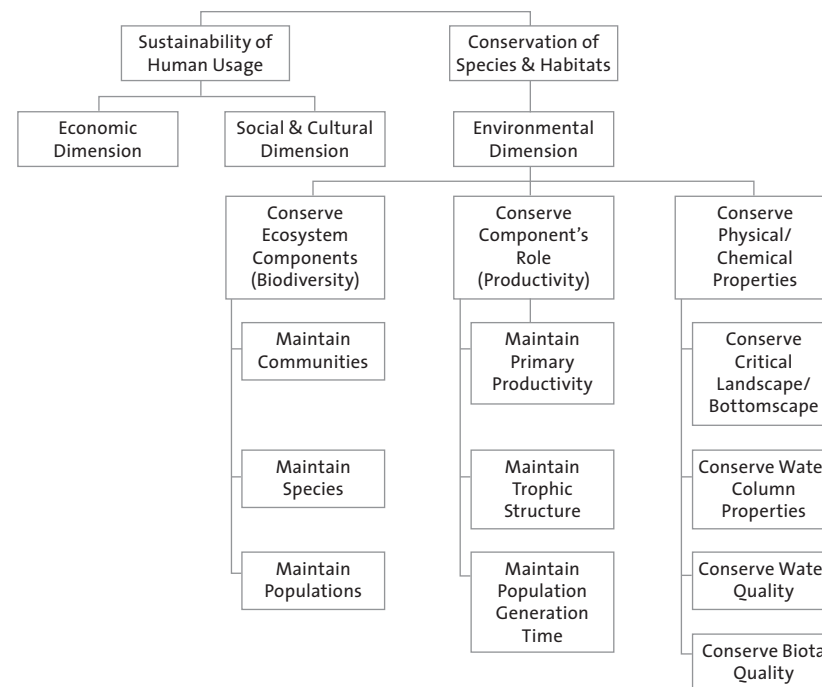 Sustainability of
Human Usage
Conservation of
Species & Habitats
Economic
Dimension
Social & Cultural
Dimension
Environmental
Dimension
Conserve
Ecosystem
Components
(Biodiversity)
Conserve
Component's
Role
(Productivity)
Conserve
Physical/
Chemical
Properties
Maintain
Communities
Maintain
Primary
Productivity
Conserve
Critical
Landscape/
Bottomscape
Maintain
Species
Maintain
Trophic
Structure
Conserve Wate
Column
Properties
Maintain
Populations
Maintain
Population
Generation
Time
Conserve Wate
Quality
Conserve Biota
Quality